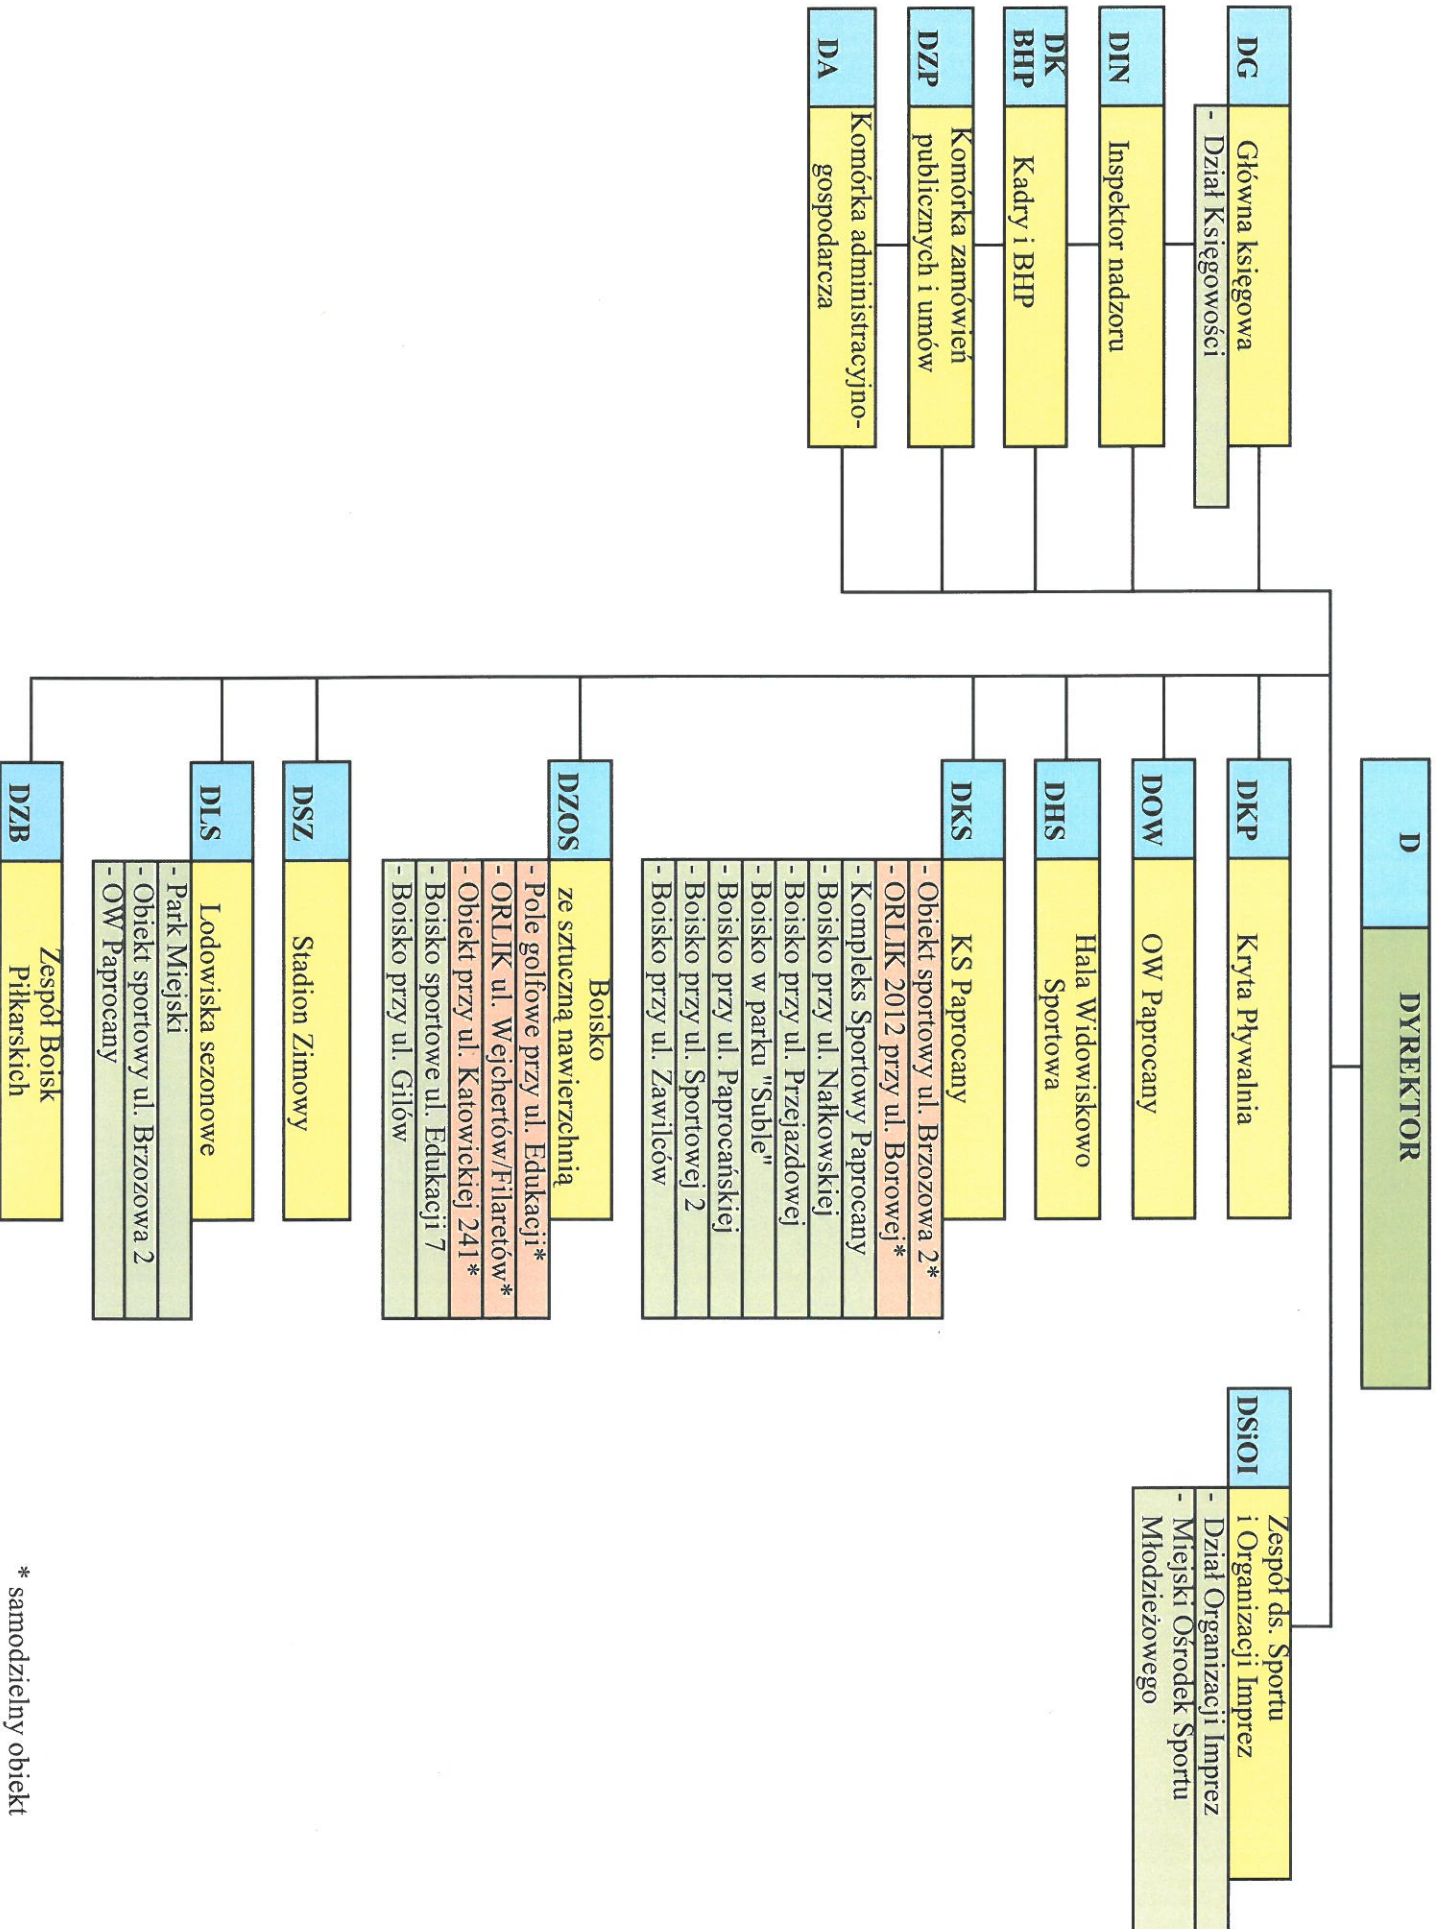 D
DYREKTOR
DG
Główna księgowa
- Dział Księgowości
DIN
Inspektor nadzoru
DK
BHP
Kadry i BHP
DZP
Komórka zamówień
publicznych i umów
DA
Komórka administracyjno-
gospodarcza
DKP
Kryta Pływalnia
DOW
OW Paprocany
DHS
Hala Widowiskowo
Sportowa
DKS
KS Paprocany
- Obiekt sportowy ul. Brzozowa 2*
- ORLIK 2012 przy ul. Borowej*
- Kompleks Sportowy Paprocany
- Boisko przy ul. Nałkowskiej
- Boisko przy ul. Przejazdowej
- Boisko w parku "Suble"
- Boisko przy ul. Paprocańskiej
- Boisko przy ul. Sportowej 2
- Boisko przy ul. Zawilców
DZOS
Boisko
ze sztuczną nawierzchnią
- Pole golfowe przy ul. Edukacji*
- ORLIK ul. Wejchertów/Filaretów*
- Obiekt przy ul. Katowickiej 241*
- Boisko sportowe ul. Edukacji 7
- Boisko przy ul. Gilów
DSZ
Stadion Zimowy
DLS
Lodowiska sezonowe
- Park Miejski
- Obiekt sportowy ul. Brzozowa 2
- OW Paprocany
DZB
Zespół Boisk
Piłkarskich
DSiOI
Zespół ds. Sportu
i Organizacji Imprez
- Dział Organizacji Imprez
- Miejski Ośrodek Sportu
Młodzieżowego
* samodzielny obiekt